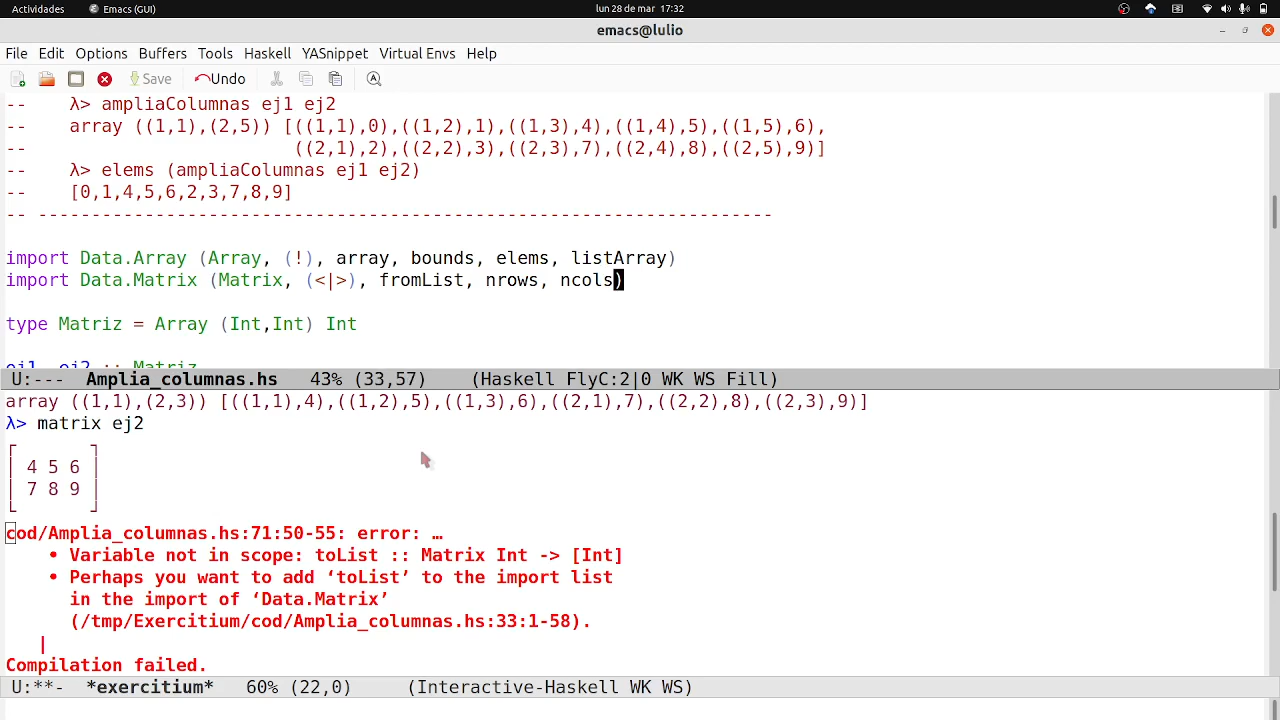 Actividades Emacs (GUI) lun 28 de mar 17:32
emacs@lulio
File Edit Options Buffers Tools Haskell YASnippet Virtual Envs Help
Save Undo
-- λ> ampliaColumnas ej1 ej2
-- array ((1,1),(2,5)) [((1,1),0),((1,2),1),((1,3),4),((1,4),5),((1,5),6),
-- ((2,1),2),((2,2),3),((2,3),7),((2,4),8),((2,5),9)]
-- λ> elems (ampliaColumnas ej1 ej2)
-- [0,1,4,5,6,2,3,7,8,9]
-- ---------------------------------------------------------------------
import Data.Array (Array, (!), array, bounds, elems, listArray)
import Data.Matrix (Matrix, (<|>), fromList, nrows, ncols)
type Matriz = Array (Int,Int) Int
ej1, ej2 :: Matriz
U:--- Amplia_columnas.hs 43% (33,57) (Haskell FlyC:2|0 WK WS Fill)
array ((1,1),(2,3)) [((1,1),4),((1,2),5),((1,3),6),((2,1),7),((2,2),8),((2,3),9)]
λ> matrix ej2
┌ ┐
│ 4 5 6 │
│ 7 8 9 │
└ ┘
cod/Amplia_columnas.hs:71:50-55: error: …
• Variable not in scope: toList :: Matrix Int -> [Int]
• Perhaps you want to add ‘toList’ to the import list
in the import of ‘Data.Matrix’
(/tmp/Exercitium/cod/Amplia_columnas.hs:33:1-58).
|
Compilation failed.
U:**- *exercitium* 60% (22,0) (Interactive-Haskell WK WS)